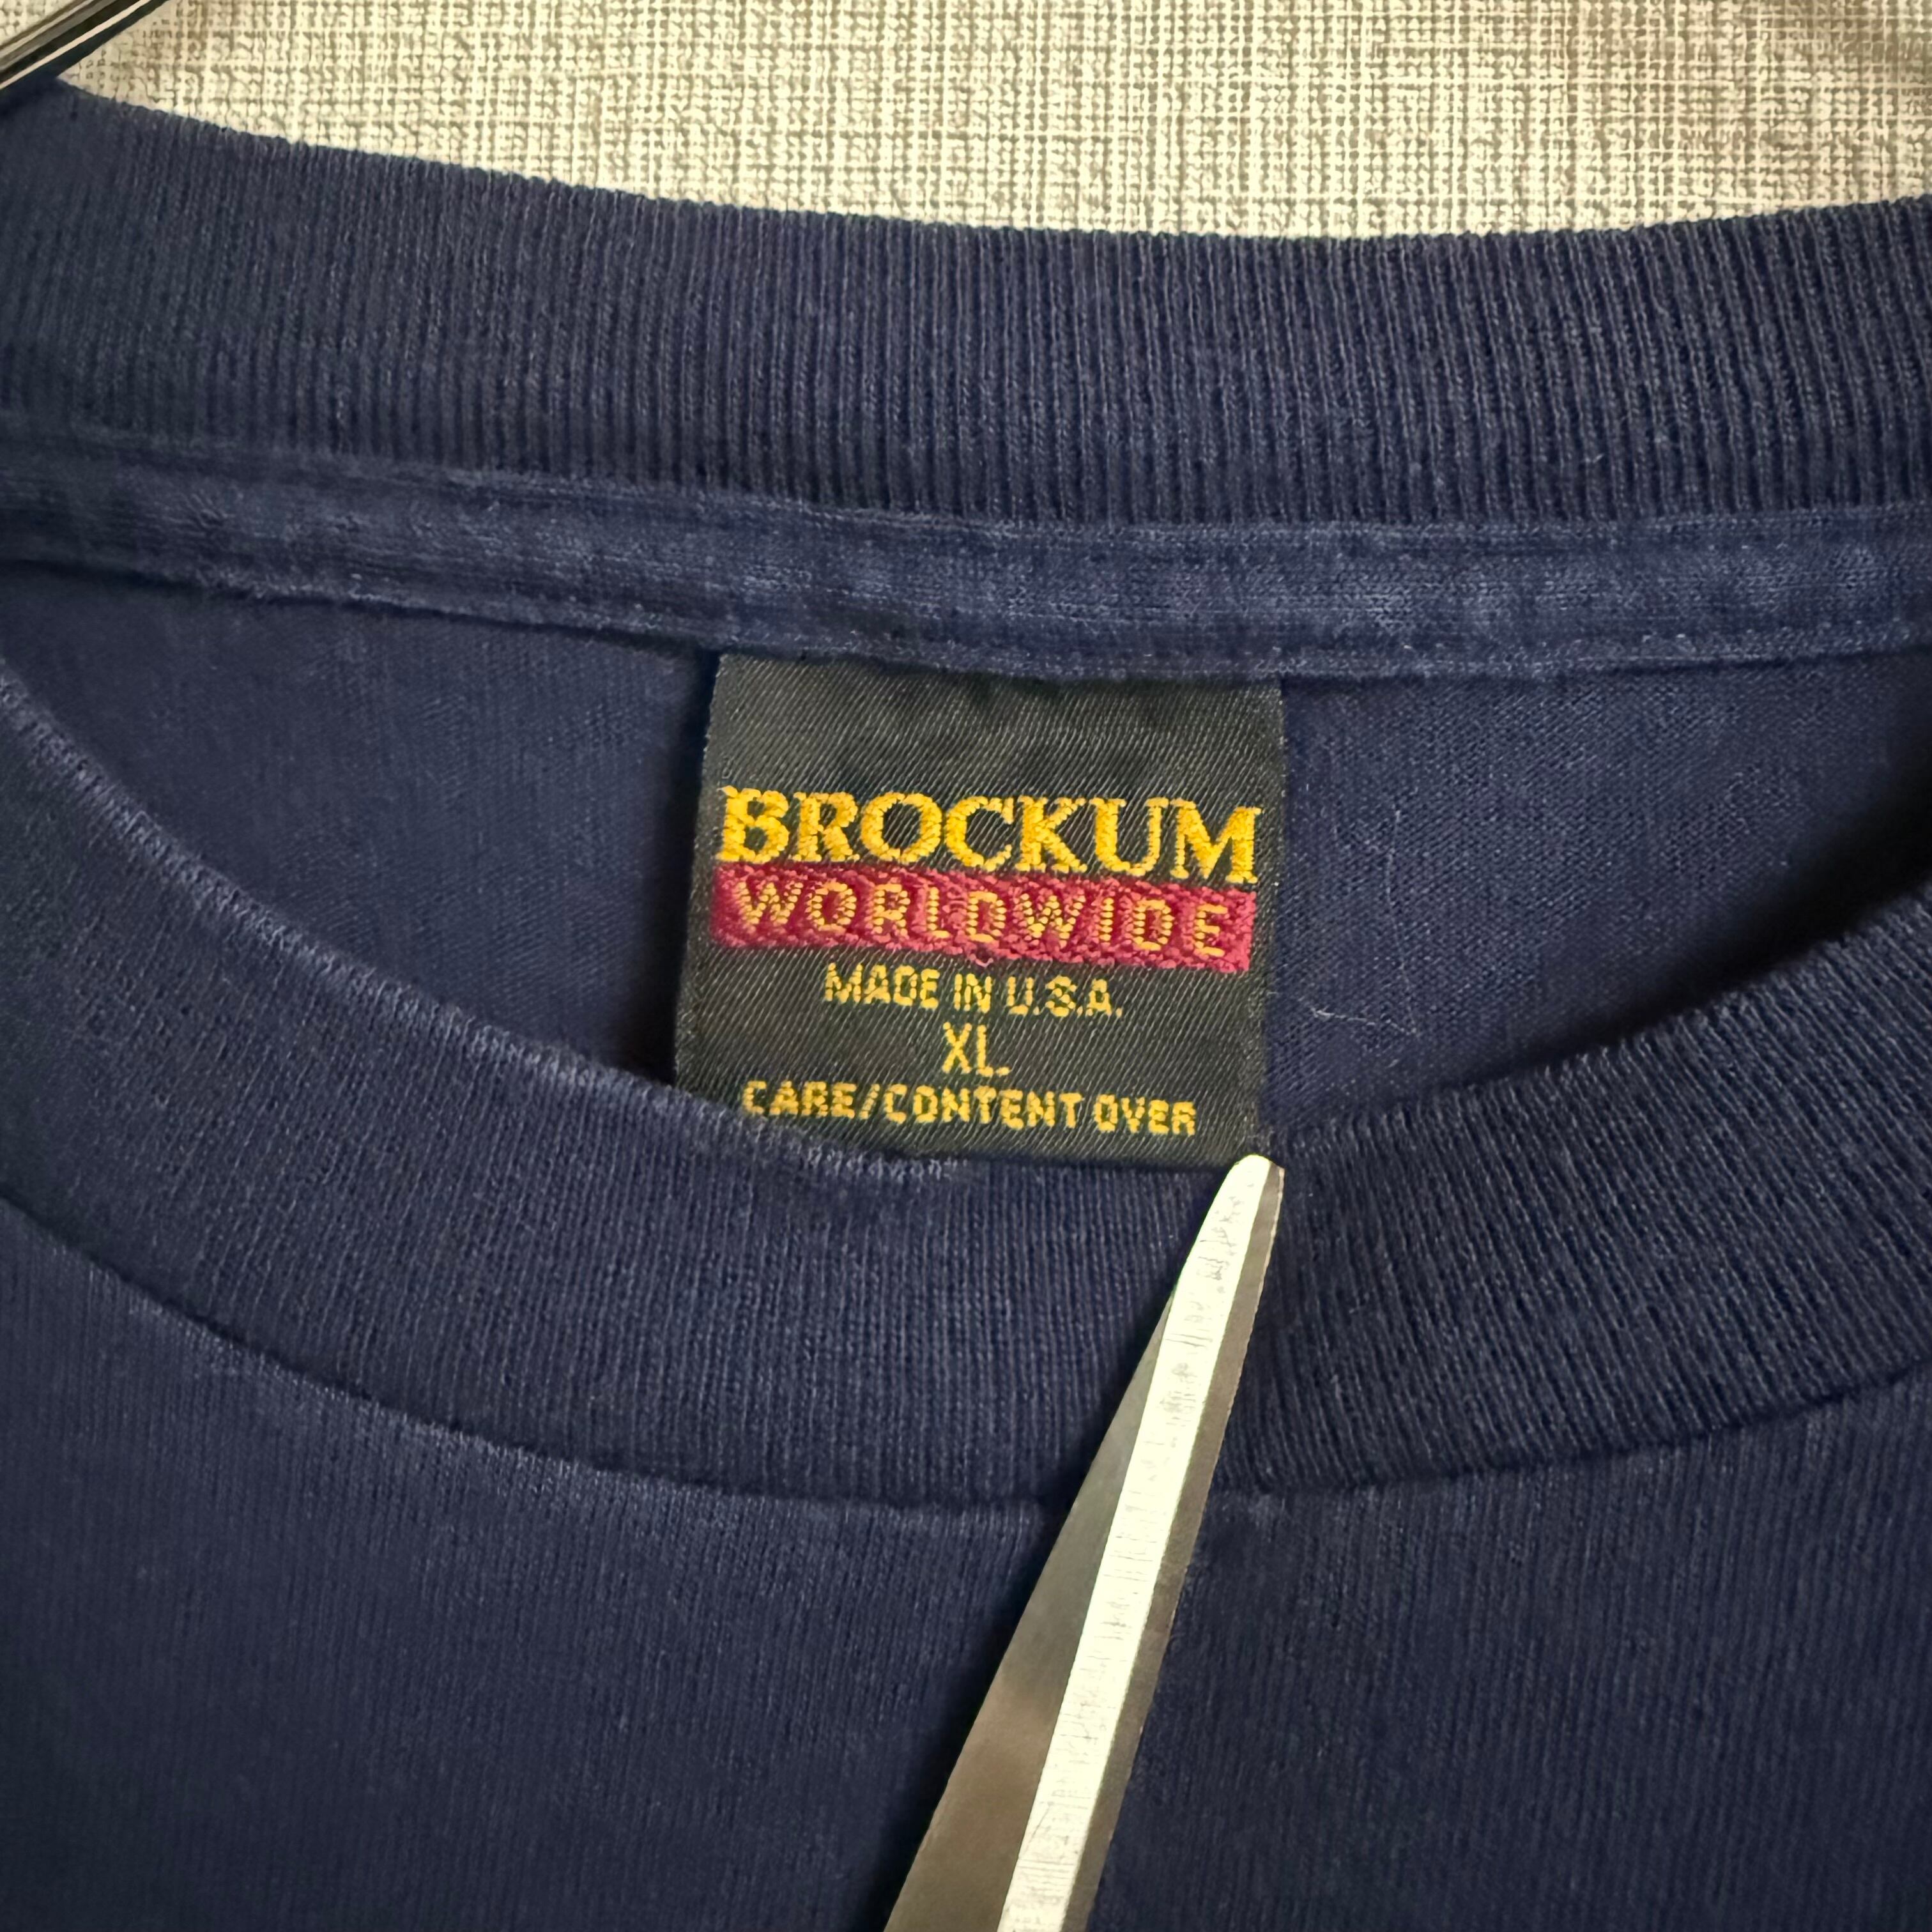 BROCKUM
WORLDWIDE
MADE IN U.S.A.
XL
CARE/CONTENT OVER